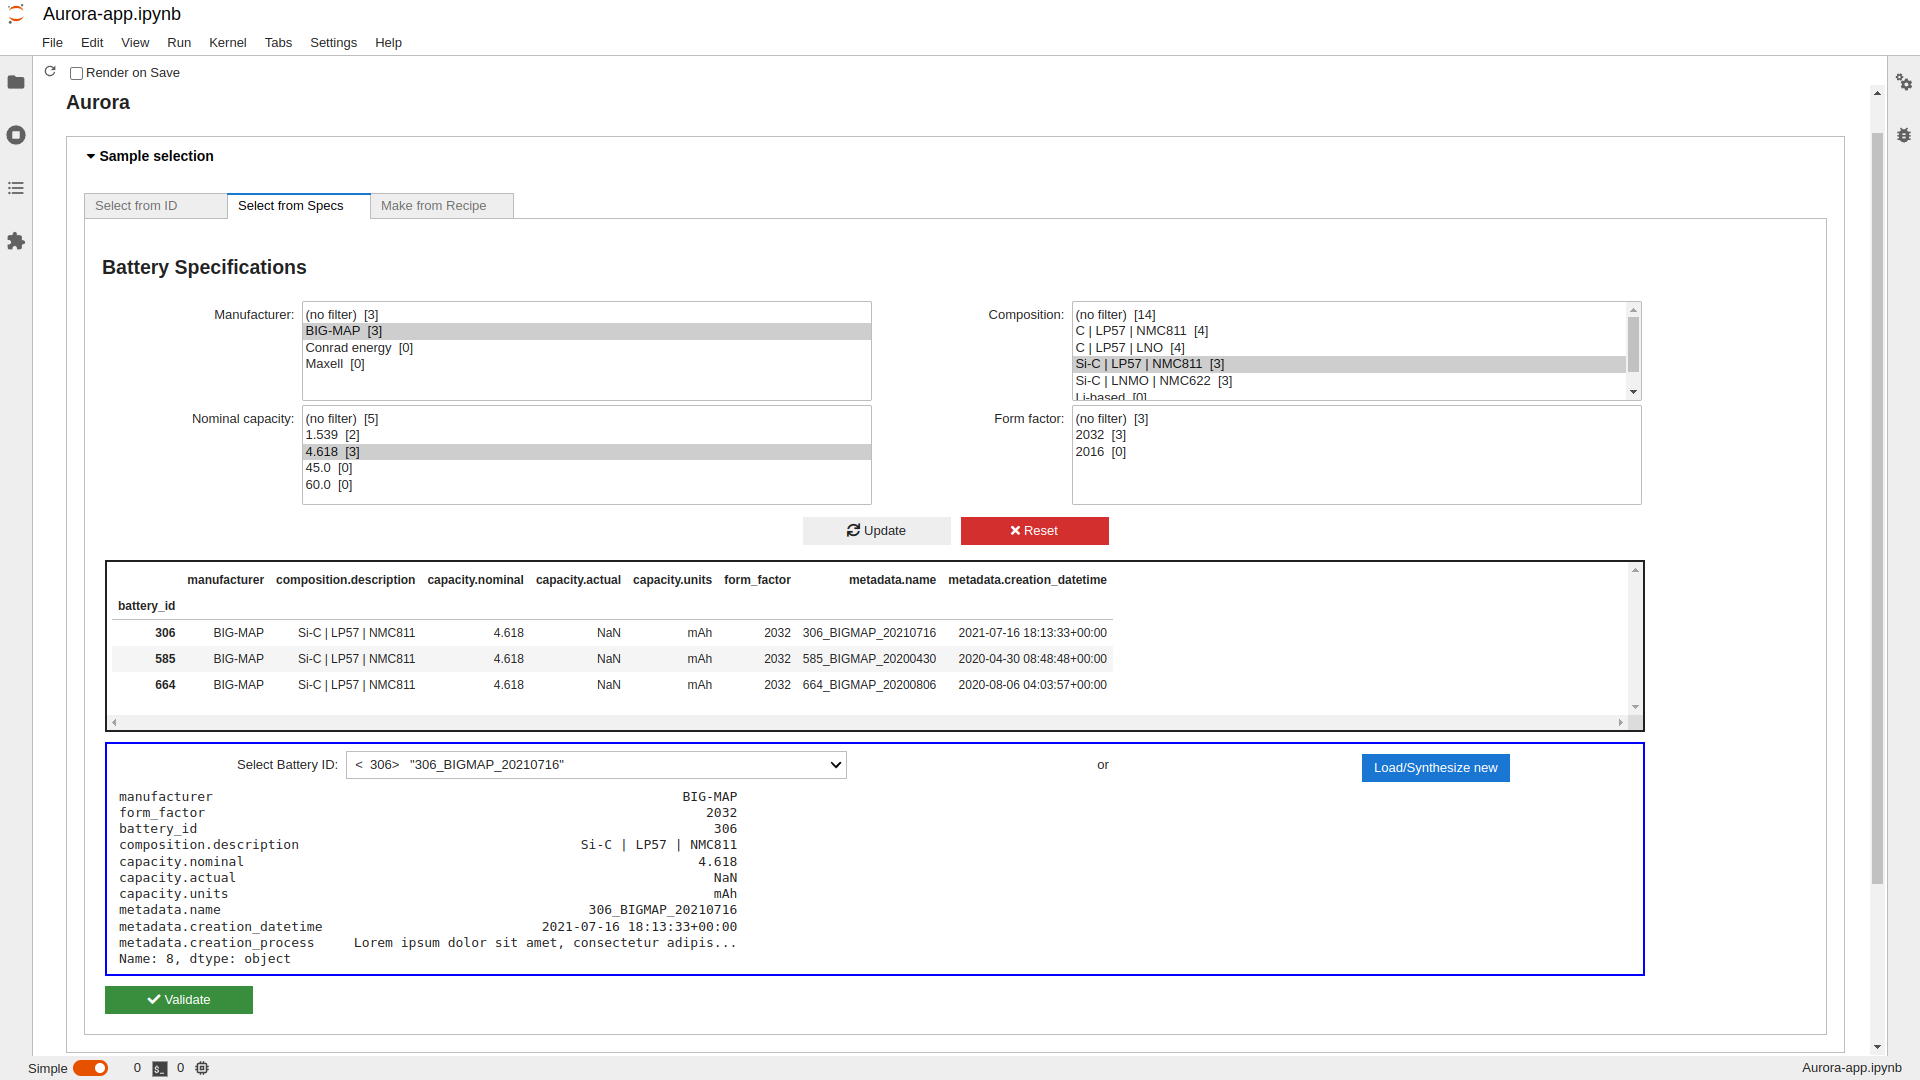 Aurora-app.ipynb
File Edit View Run Kernel Tabs Settings Help
Render on Save
Aurora
Sample selection
Select from ID Select from Specs Make from Recipe
Battery Specifications
Manufacturer:
(no filter) [3]
BIG-MAP [3]
Conrad energy [0]
Maxell [0]
Composition:
(no filter) [14]
C | LP57 | NMC811 [4]
C | LP57 | LNO [4]
Si-C | LP57 | NMC811 [3]
Si-C | LNMO | NMC622 [3]
Li-based [0]
Nominal capacity:
(no filter) [5]
1.539 [2]
4.618 [3]
45.0 [0]
60.0 [0]
Form factor:
(no filter) [3]
2032 [3]
2016 [0]
Update Reset
manufacturer composition.description capacity.nominal capacity.actual capacity.units form_factor metadata.name metadata.creation_datetime
battery_id
306 BIG-MAP Si-C | LP57 | NMC811 4.618 NaN mAh 2032 306_BIGMAP_20210716 2021-07-16 18:13:33+00:00
585 BIG-MAP Si-C | LP57 | NMC811 4.618 NaN mAh 2032 585_BIGMAP_20200430 2020-04-30 08:48:48+00:00
664 BIG-MAP Si-C | LP57 | NMC811 4.618 NaN mAh 2032 664_BIGMAP_20200806 2020-08-06 04:03:57+00:00
Select Battery ID: < 306> "306_BIGMAP_20210716" or Load/Synthesize new
manufacturer BIG-MAP
form_factor 2032
battery_id 306
composition.description Si-C | LP57 | NMC811
capacity.nominal 4.618
capacity.actual NaN
capacity.units mAh
metadata.name 306_BIGMAP_20210716
metadata.creation_datetime 2021-07-16 18:13:33+00:00
metadata.creation_process Lorem ipsum dolor sit amet, consectetur adipis...
Name: 8, dtype: object
Validate
Simple 0 $_ 0 Aurora-app.ipynb